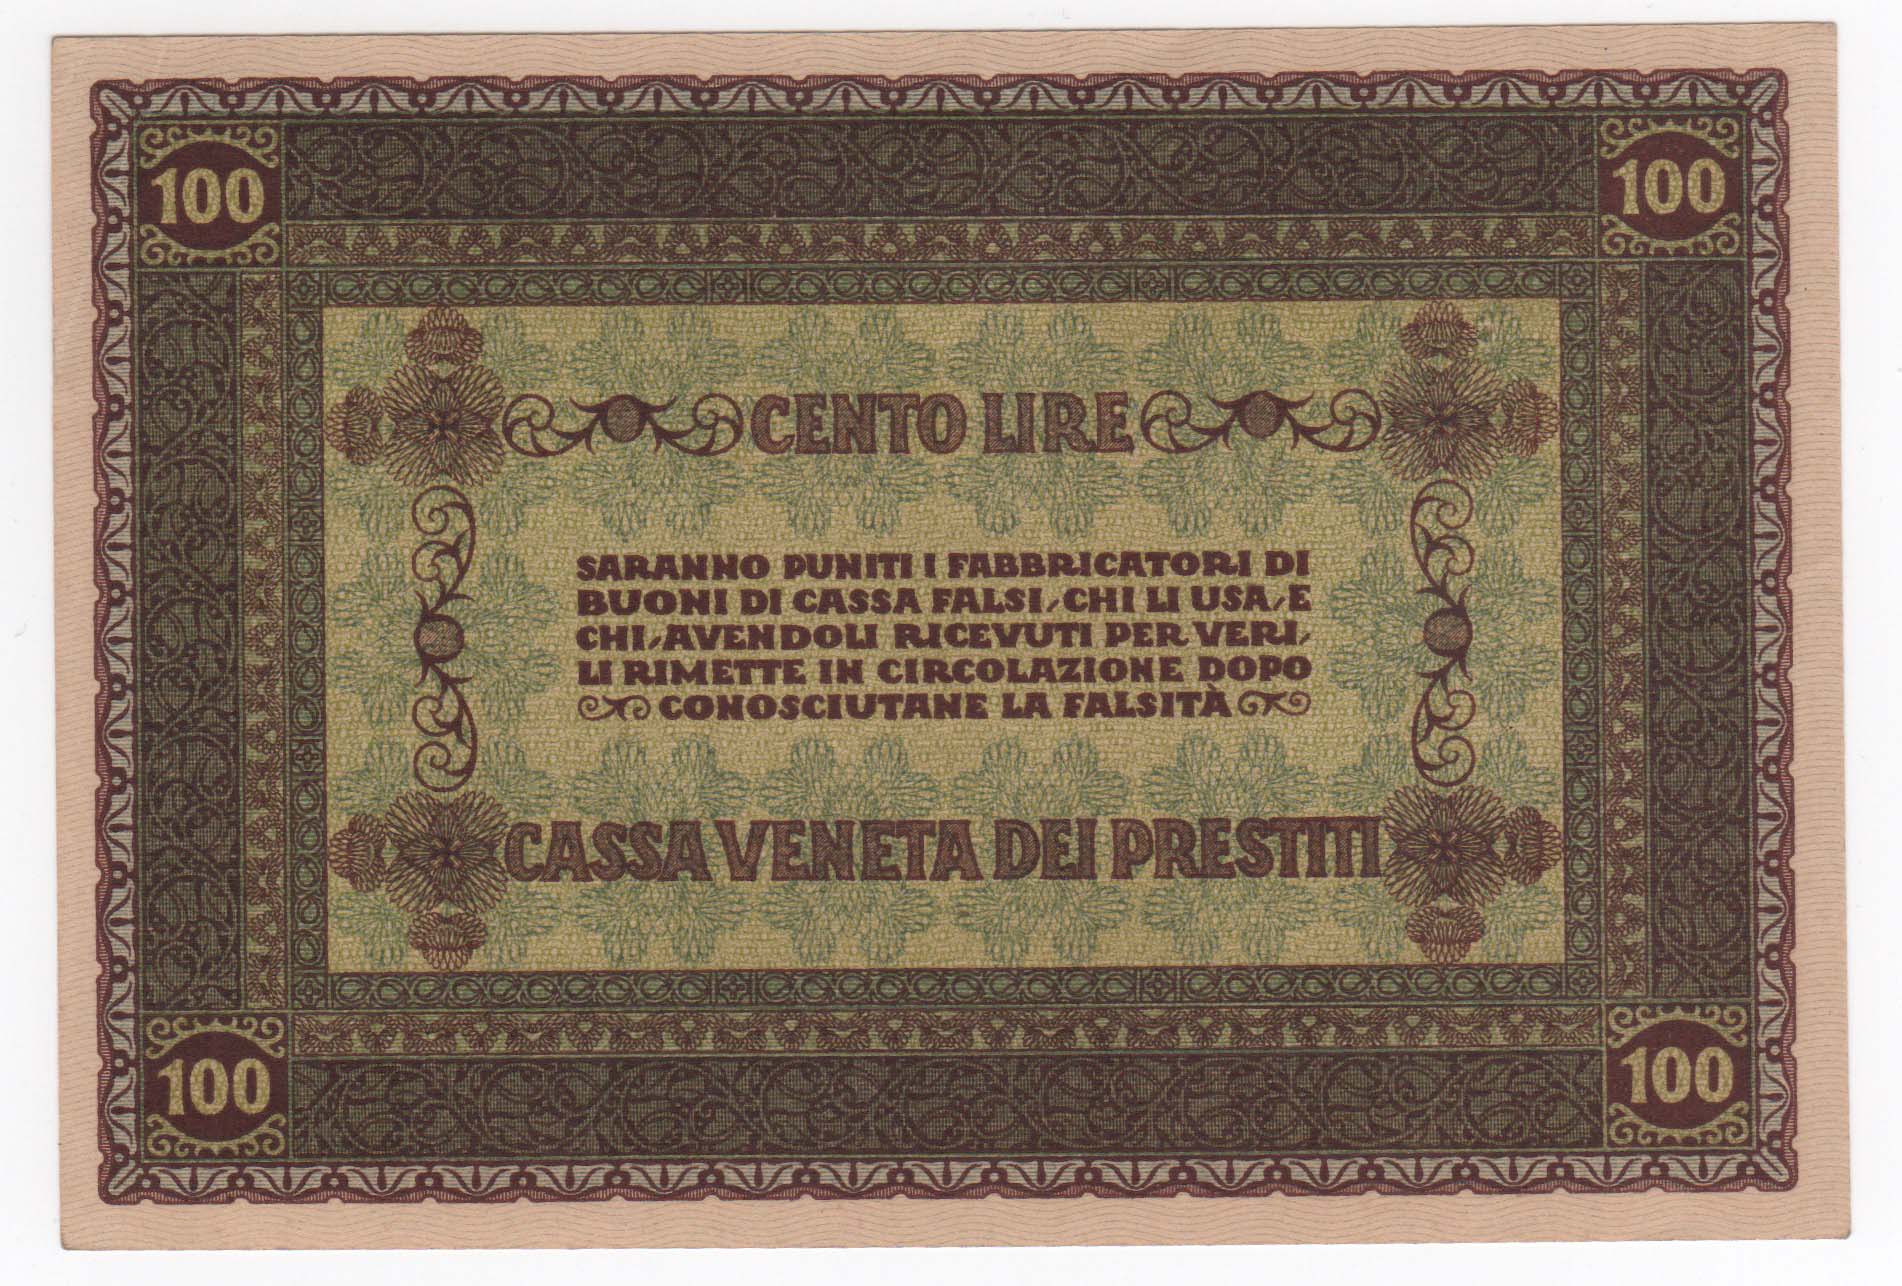 100 100
CENTO LIRE
SARANNO PUNITI I FABBRICATORI DI
BUONI DI CASSA FALSI, CHI LI USA, E
CHI, AVENDOLI RICEVUTI PER VERI,
LI RIMETTE IN CIRCOLAZIONE DOPO
CONOSCIUTANE LA FALSITÀ
CASSA VENETA DEI PRESTITI
100 100